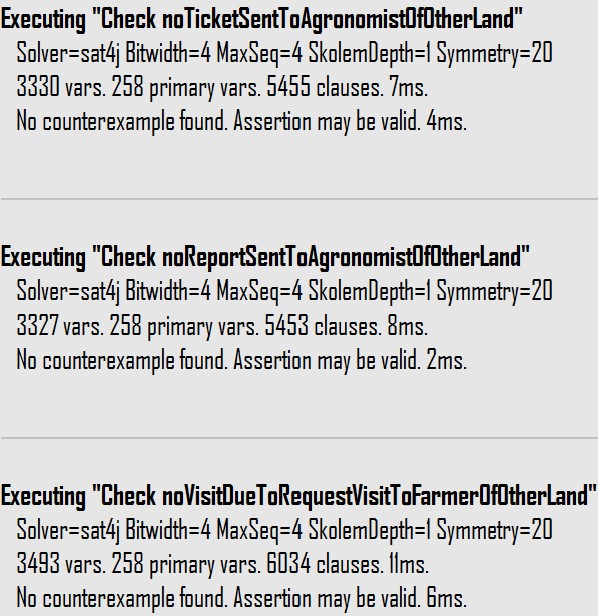 Executing "Check noTicketSentToAgronomistOfOtherLand"
Solver=sat4j Bitwidth=4 MaxSeq=4 SkolemDepth=1 Symmetry=20
3330 vars. 258 primary vars. 5455 clauses. 7ms.
No counterexample found. Assertion may be valid. 4ms.
Executing "Check noReportSentToAgronomistOfOtherLand"
Solver=sat4j Bitwidth=4 MaxSeq=4 SkolemDepth=1 Symmetry=20
3327 vars. 258 primary vars. 5453 clauses. 8ms.
No counterexample found. Assertion may be valid. 2ms.
Executing "Check noVisitDueToRequestVisitToFarmerOfOtherLand"
Solver=sat4j Bitwidth=4 MaxSeq=4 SkolemDepth=1 Symmetry=20
3493 vars. 258 primary vars. 6034 clauses. 11ms.
No counterexample found. Assertion may be valid. 6ms.